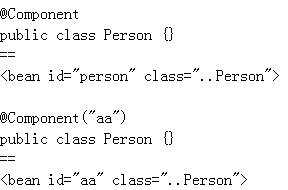 @Component
public class Person {}
==
<bean id="person" class="..Person">
@Component("aa")
public class Person {}
==
<bean id="aa" class="..Person">